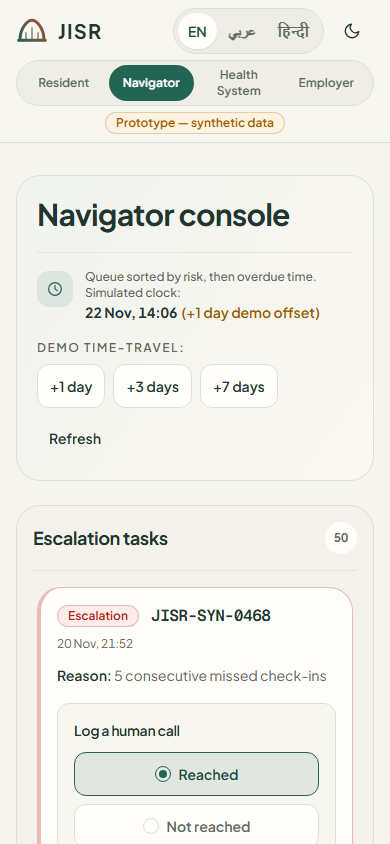 JISR
EN عربي हिन्दी
Resident Navigator Health System Employer
Prototype — synthetic data
Navigator console
Queue sorted by risk, then overdue time.
Simulated clock:
22 Nov, 14:06 (+1 day demo offset)
DEMO TIME-TRAVEL:
+1 day +3 days +7 days
Refresh
Escalation tasks 50
Escalation JISR-SYN-0468
20 Nov, 21:52
Reason: 5 consecutive missed check-ins
Log a human call
Reached
Not reached